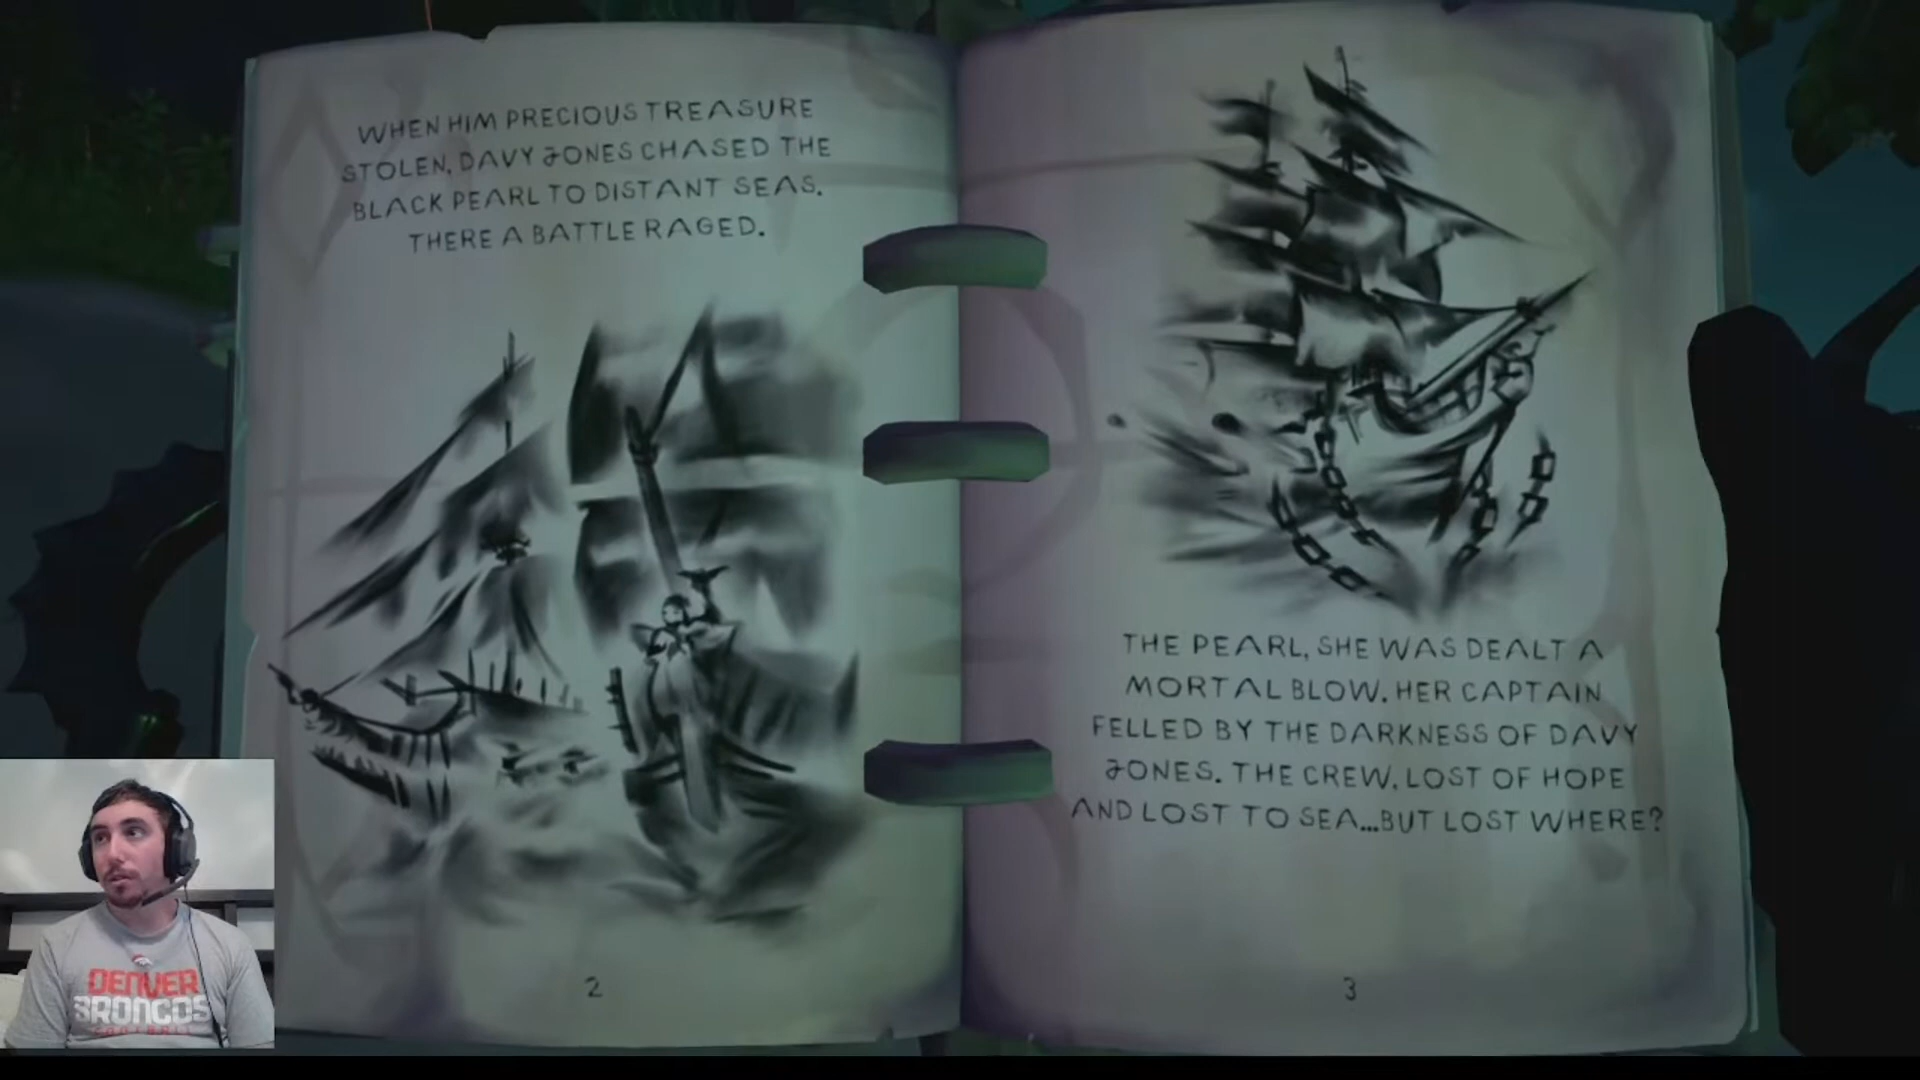 WHEN HIM PRECIOUS TREASURE
STOLEN, DAVY JONES CHASED THE
BLACK PEARL TO DISTANT SEAS.
THERE A BATTLE RAGED.
2
THE PEARL, SHE WAS DEALT A
MORTAL BLOW. HER CAPTAIN
FELLED BY THE DARKNESS OF DAVY
JONES. THE CREW, LOST OF HOPE
AND LOST TO SEA...BUT LOST WHERE?
3
DENVER
BRONCOS
FOOTBALL